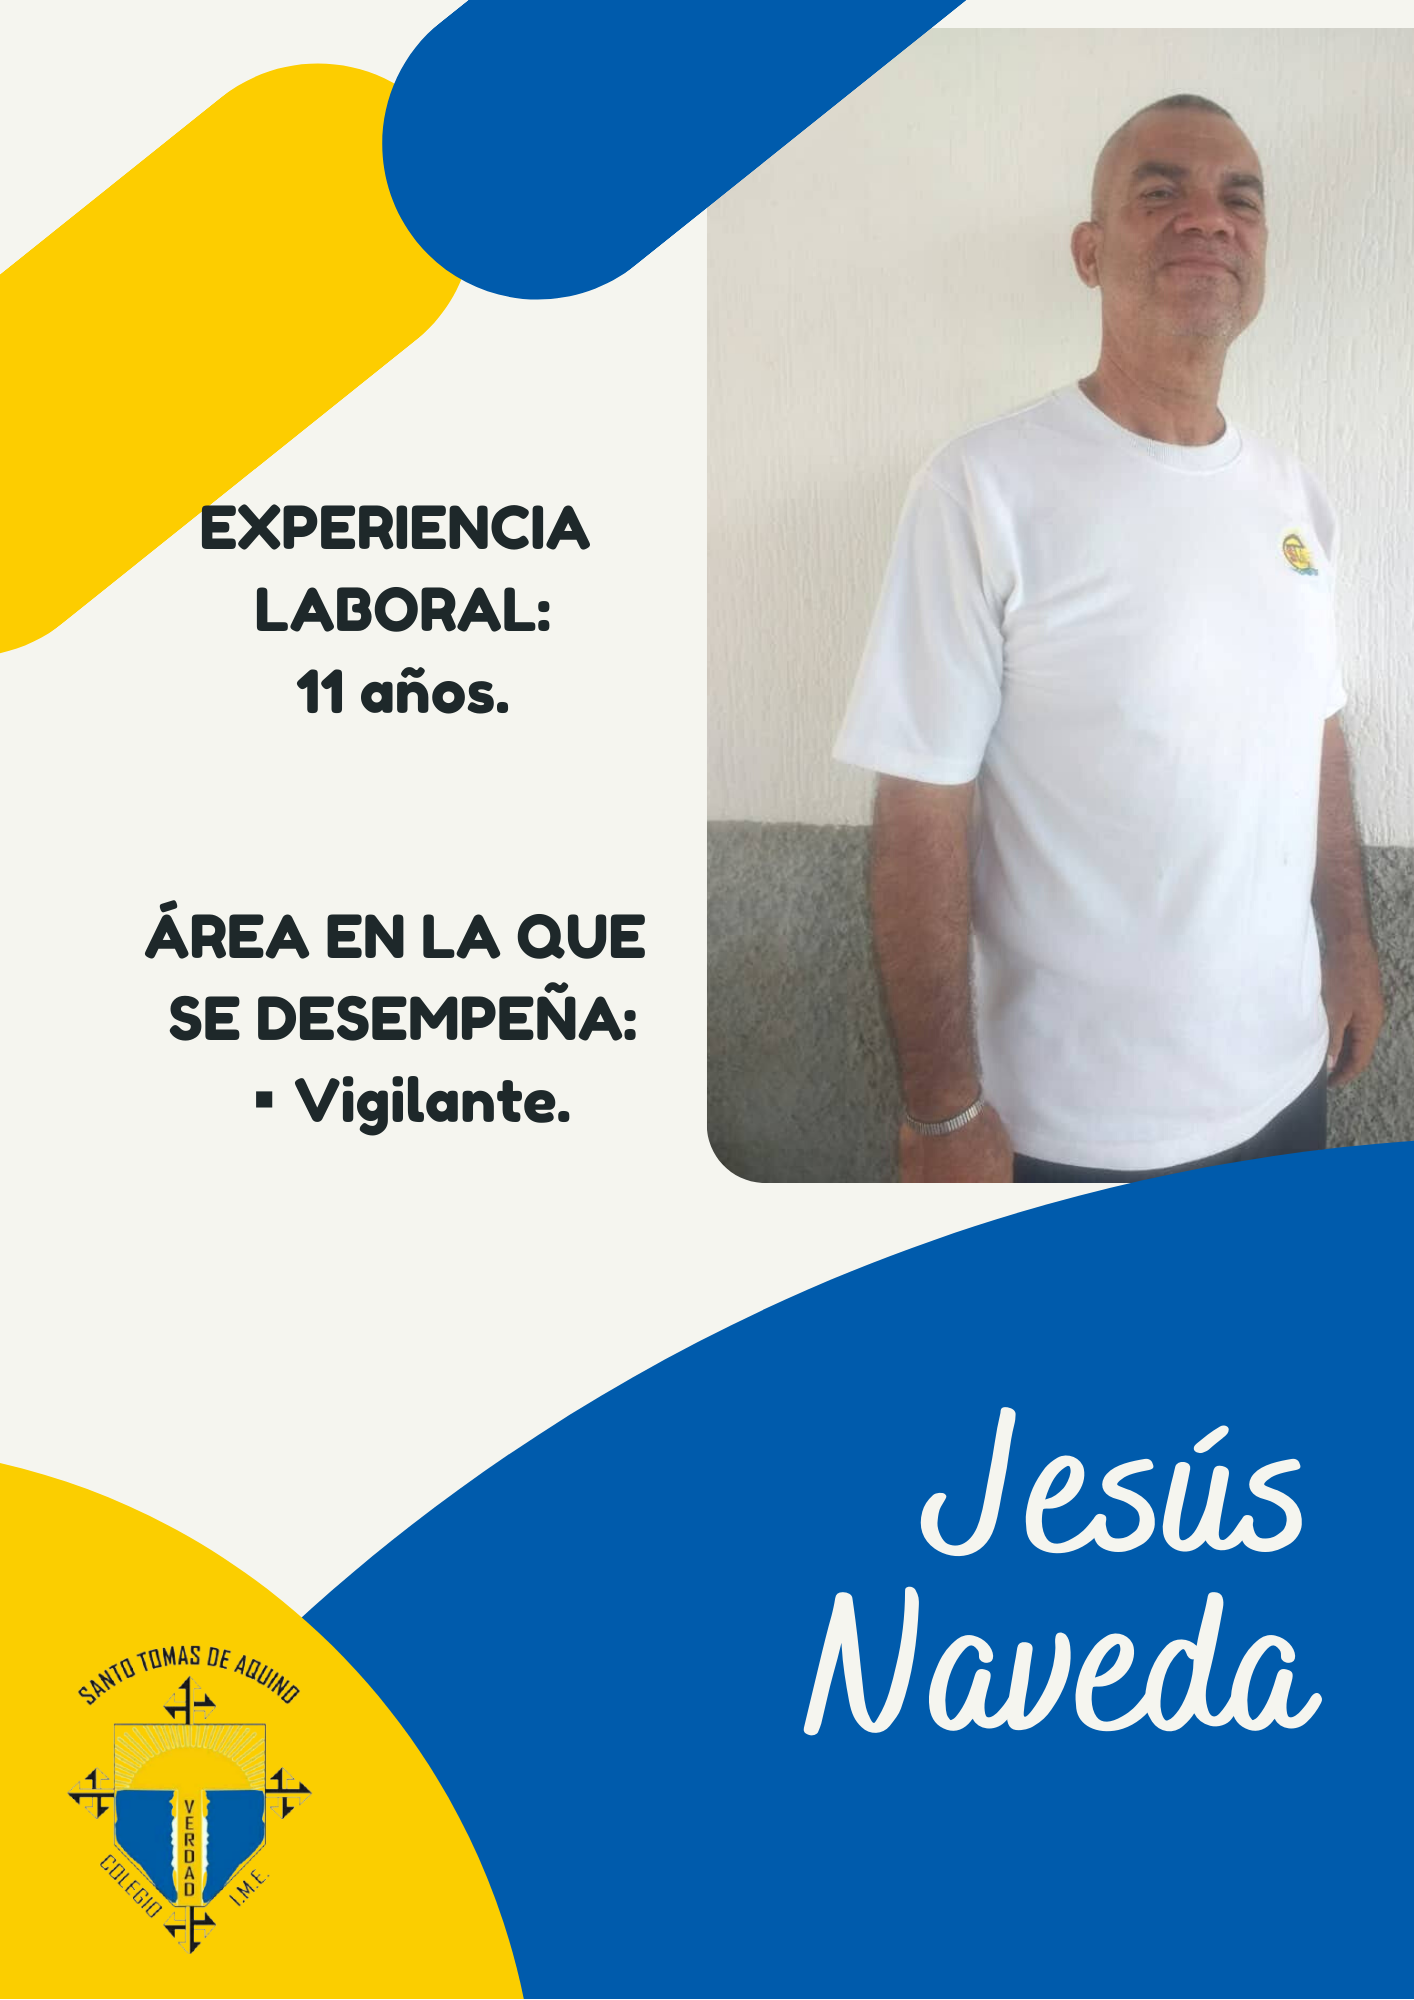 EXPERIENCIA
LABORAL:
11 años.
ÁREA EN LA QUE
SE DESEMPEÑA:
▪ Vigilante.
Jesús
Naveda
SANTO TOMAS DE AQUINO
VERDAD
COLEGIO
I.M.E.